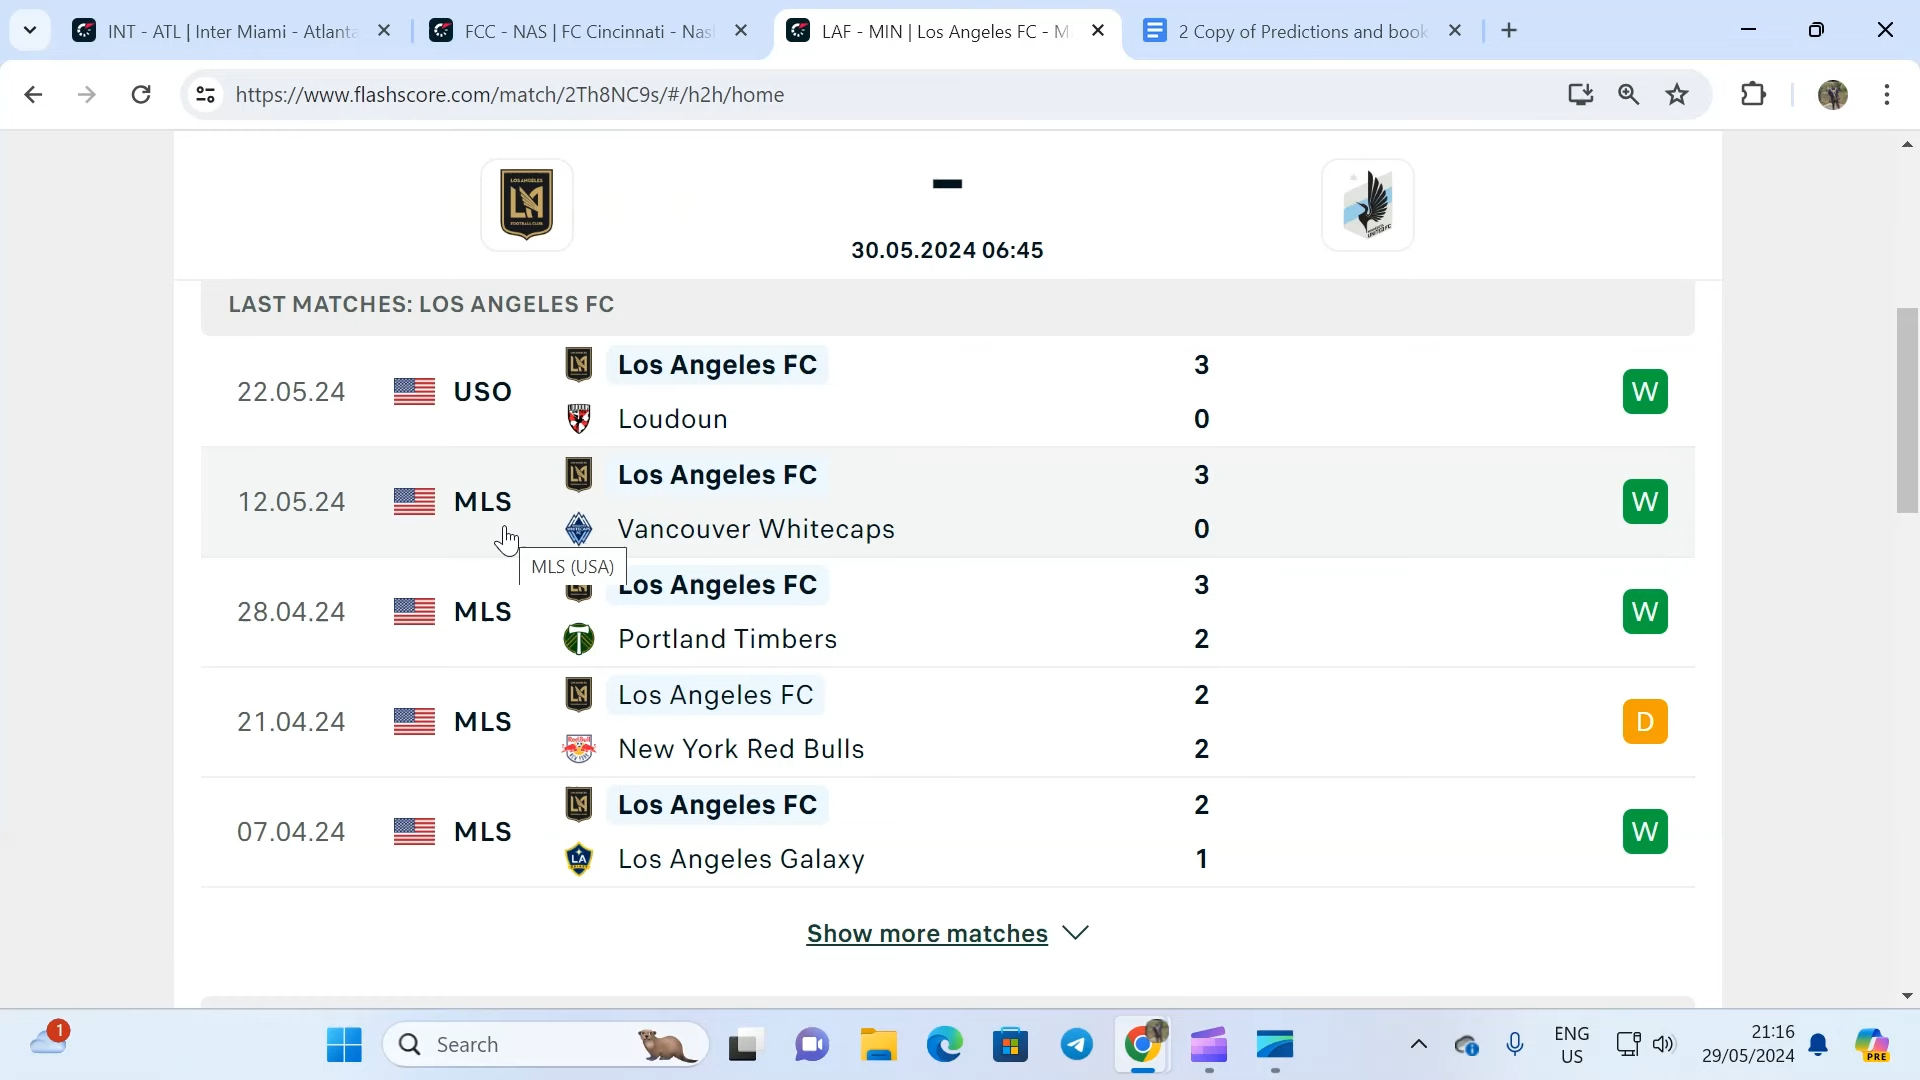 INT - ATL | Inter Miami - Atlanta
FCC - NAS | FC Cincinnati - Nas
LAF - MIN | Los Angeles FC - M
2 Copy of Predictions and book
https://www.flashscore.com/match/2Th8NC9s/#/h2h/home
30.05.2024 06:45
LAST MATCHES: LOS ANGELES FC
22.05.24 USO Los Angeles FC 3 W
Loudoun 0
12.05.24 MLS Los Angeles FC 3 W
Vancouver Whitecaps 0
MLS (USA)
28.04.24 MLS Los Angeles FC 3 W
Portland Timbers 2
21.04.24 MLS Los Angeles FC 2 D
New York Red Bulls 2
07.04.24 MLS Los Angeles FC 2 W
Los Angeles Galaxy 1
Show more matches
1
Search
ENG
US
21:16
29/05/2024
PRE